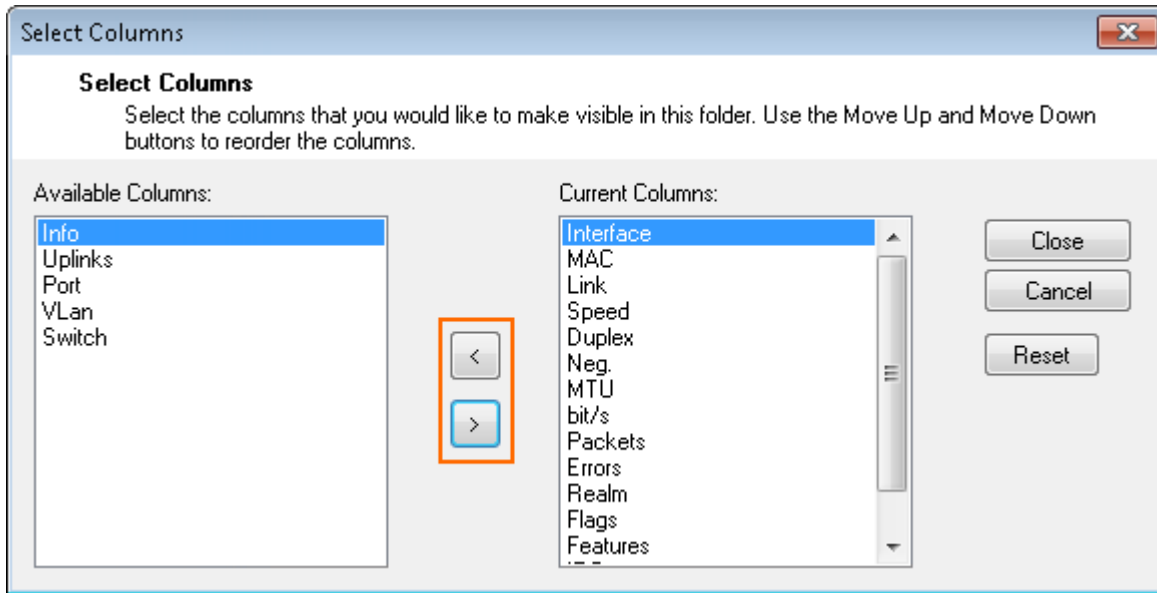 Select Columns
Select Columns
Select the columns that you would like to make visible in this folder. Use the Move Up and Move Down
buttons to reorder the columns.
Available Columns:
Info
Uplinks
Port
VLan
Switch
<
>
Current Columns:
Interface
MAC
Link
Speed
Duplex
Neg.
MTU
bit/s
Packets
Errors
Realm
Flags
Features
Close
Cancel
Reset